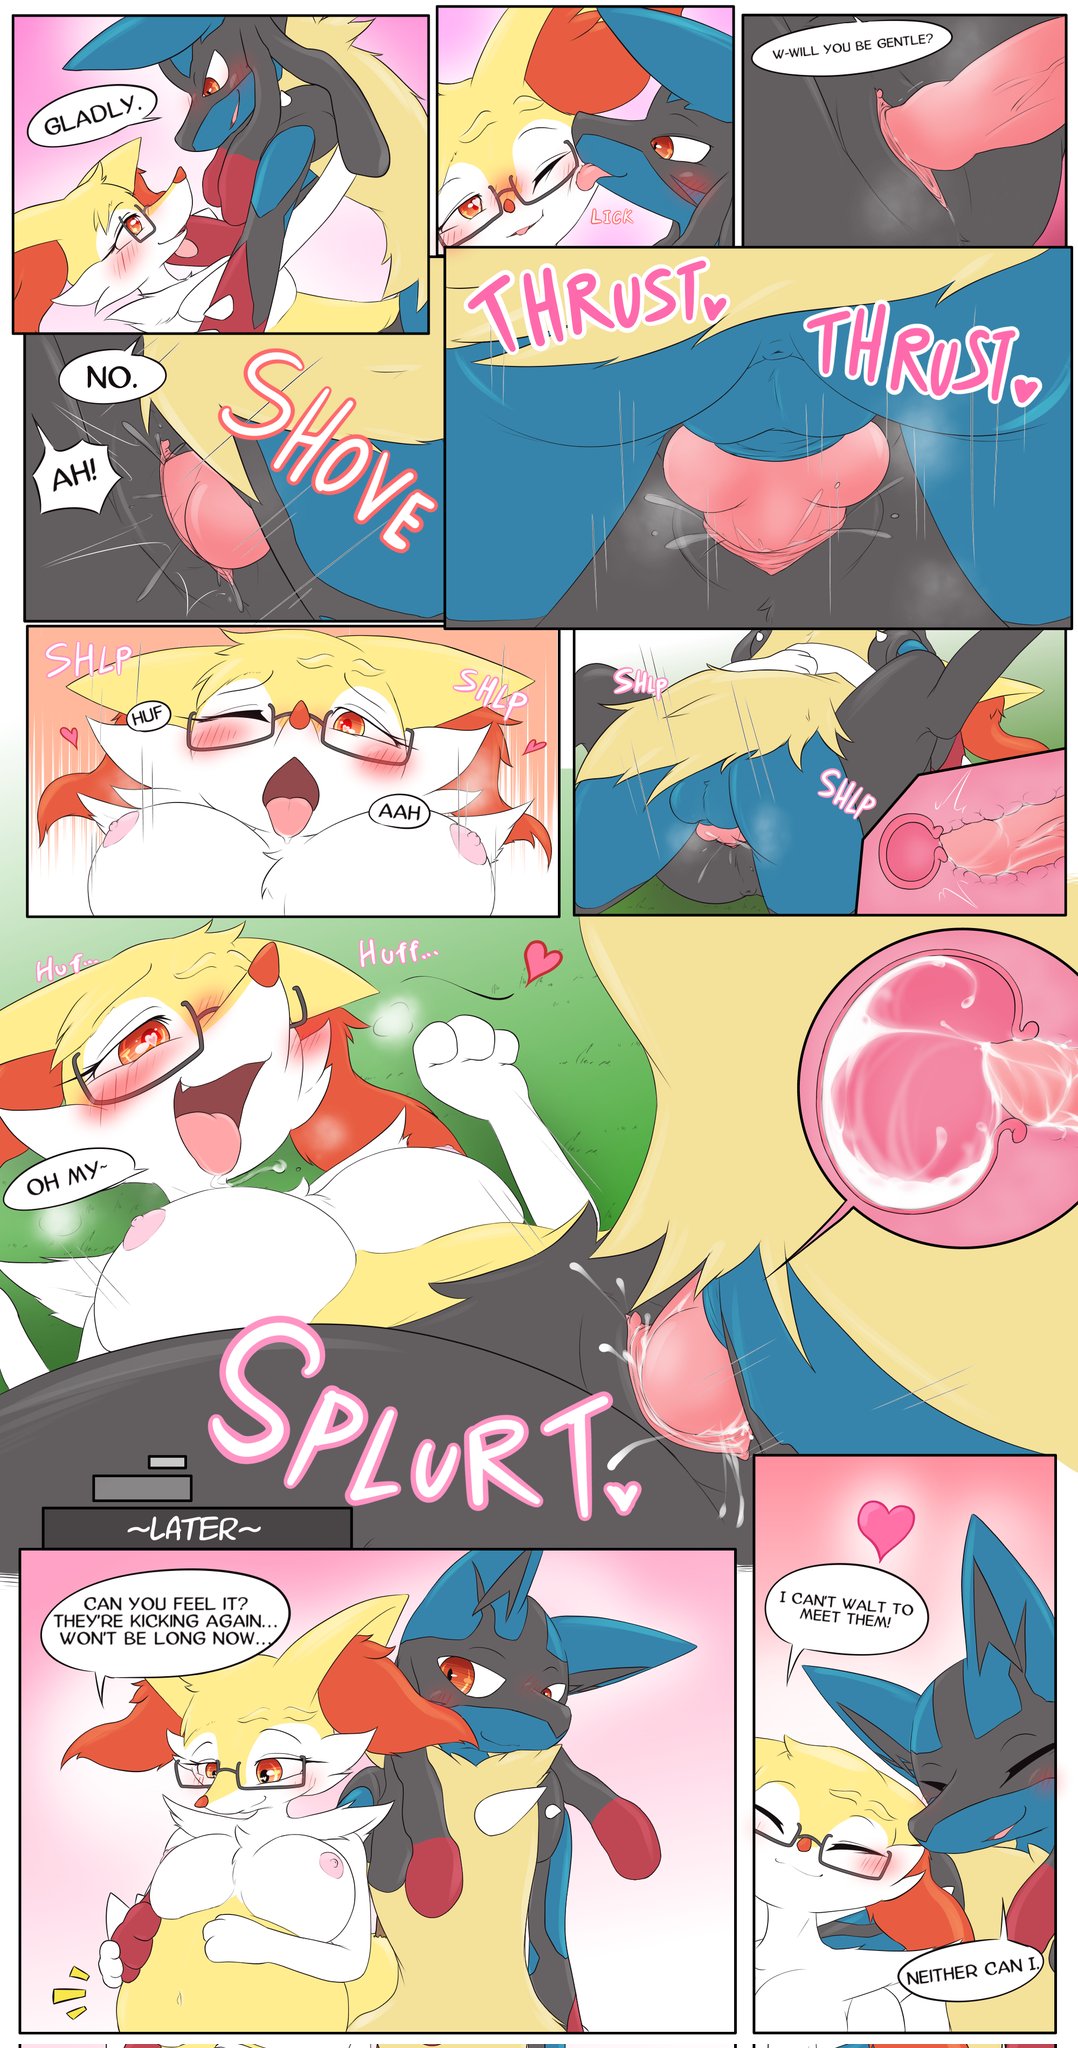 GLADLY.
LICK
W-WILL YOU BE GENTLE?
NO.
AH!
SHOVE
THRUST
THRUST
SHLP
SHLP
HUF
AAH
SHLP
SHLP
Huf...
Huff...
OH MY~
SPLURT
~LATER~
CAN YOU FEEL IT?
THEY'RE KICKING AGAIN...
WON'T BE LONG NOW...
I CAN'T WALT TO
MEET THEM!
NEITHER CAN I.